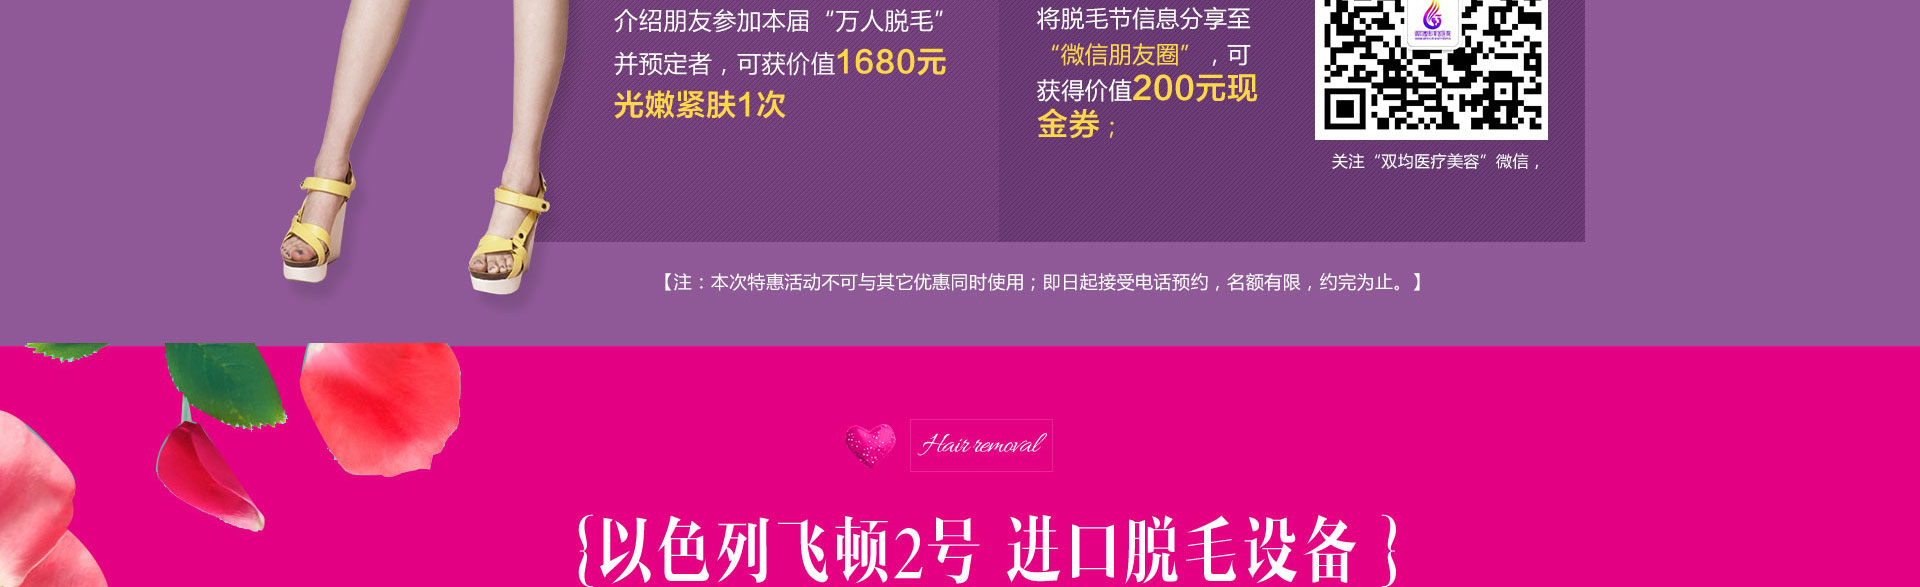 介绍朋友参加本届“万人脱毛”
并预定者，可获价值1680元
光嫩紧肤1次
将脱毛节信息分享至
“微信朋友圈”，可
获得价值200元现
金券；
关注“双均医疗美容”微信，
【注：本次特惠活动不可与其它优惠同时使用；即日起接受电话预约，名额有限，约完为止。】
Hair removal
{以色列飞顿2号 进口脱毛设备 }